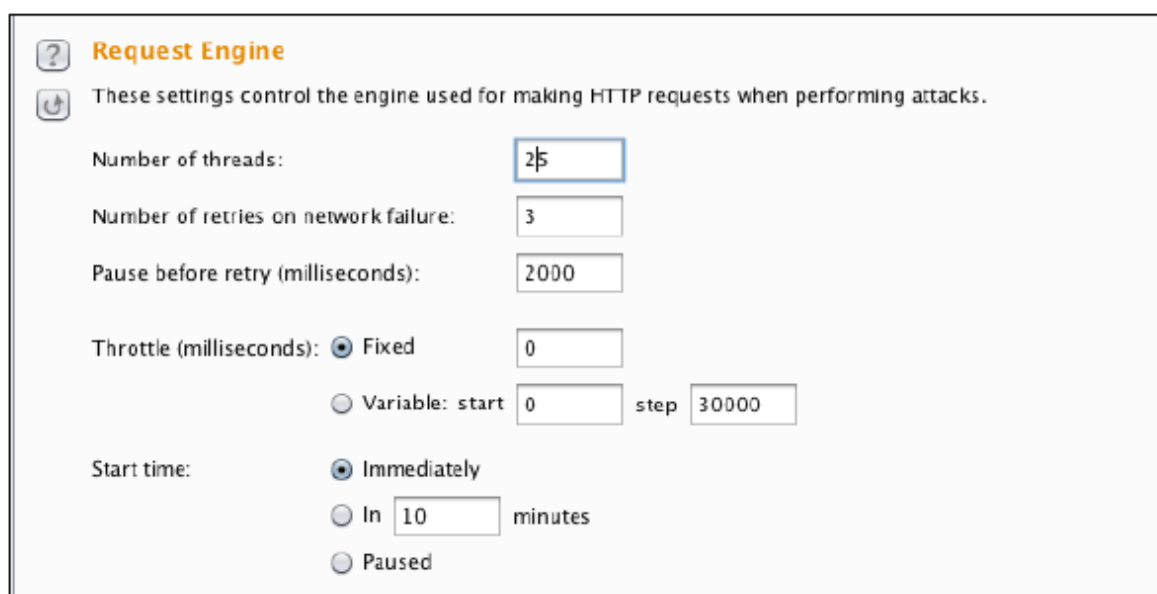 ? Request Engine
These settings control the engine used for making HTTP requests when performing attacks.
Number of threads: 25
Number of retries on network failure: 3
Pause before retry (milliseconds): 2000
Throttle (milliseconds): Fixed 0
Variable: start 0 step 30000
Start time: Immediately
In 10 minutes
Paused